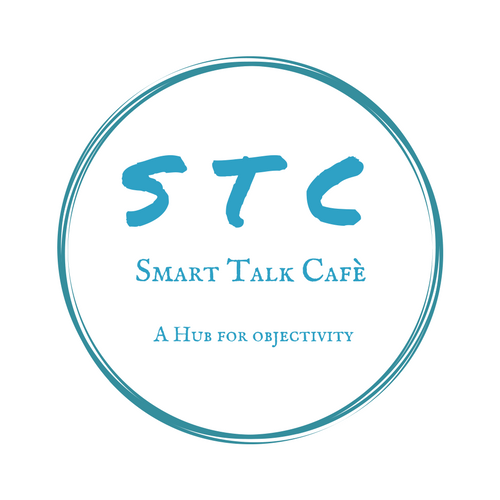 STC
Smart Talk Cafè
A Hub for objectivity